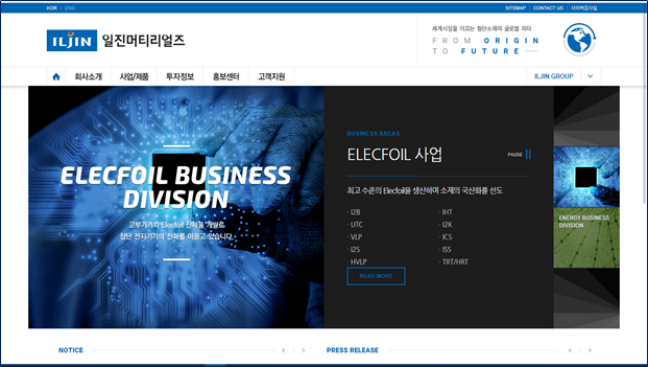 KOR | ENG
SITEMAP | CONTACT US | 사이버감사실
ILJIN 일진머티리얼즈
세계시장을 이끄는 첨단소재의 글로벌 리더
FROM ORIGIN
TO FUTURE
회사소개 사업/제품 투자정보 홍보센터 고객지원
ILJIN GROUP
ELECFOIL BUSINESS
DIVISION
고부가가치 Elecfoil 신제품 개발로
첨단 전자기기의 진화를 이끌고 있습니다.
BUSINESS AREAS
ELECFOIL 사업
PAUSE
최고 수준의 Elecfoil을 생산하며 소재의 국산화를 선도
· I2B
· UTC
· VLP
· I2S
· HVLP
· IHT
· I2K
· ICS
· ISS
· TRT/HRT
READ MORE
ENERGY BUSINESS
DIVISION
NOTICE
PRESS RELEASE